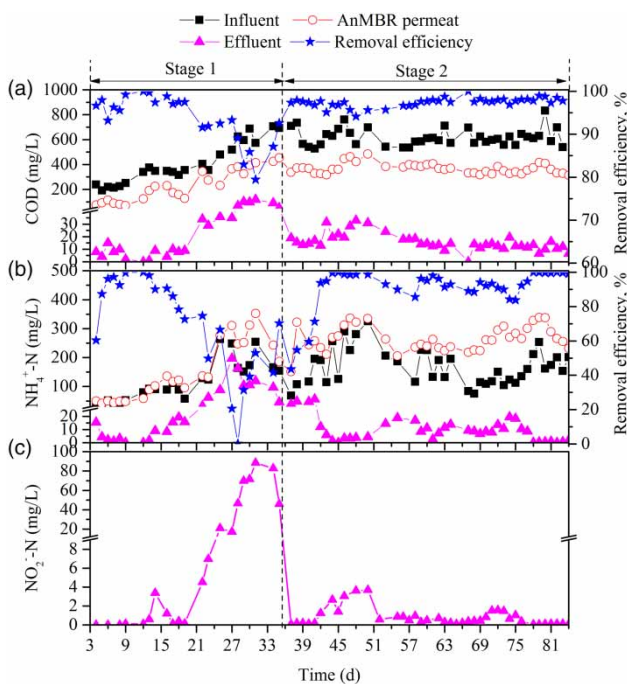 Influent
AnMBR permeat
Effluent
Removal efficiency
Stage 1
Stage 2
(a)
1000
800
600
400
200
30
20
10
0
COD (mg/L)
100
90
80
70
60
Removal efficiency, %
(b)
500
400
300
200
100
20
10
0
NH₄⁺-N (mg/L)
100
80
60
40
20
0
Removal efficiency, %
(c)
100
80
60
40
20
4
2
0
NO₂⁻-N (mg/L)
3 9 15 21 27 33 39 45 51 57 63 69 75 81
Time (d)